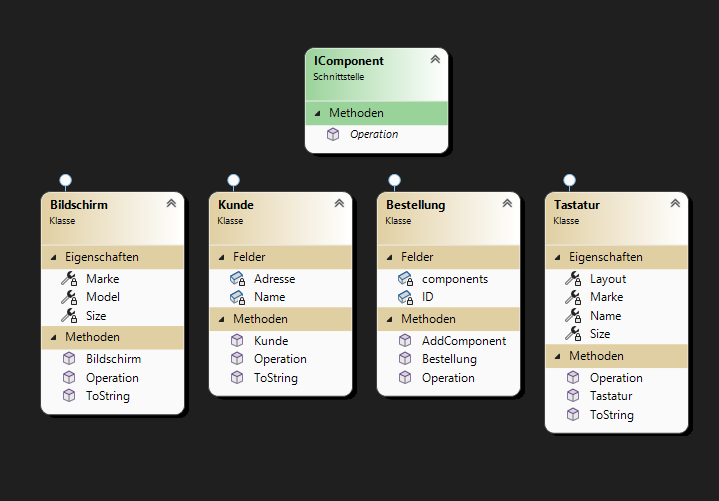 IComponent
Schnittstelle
Methoden
Operation
Bildschirm
Klasse
Eigenschaften
Marke
Model
Size
Methoden
Bildschirm
Operation
ToString
Kunde
Klasse
Felder
Adresse
Name
Methoden
Kunde
Operation
ToString
Bestellung
Klasse
Felder
components
ID
Methoden
AddComponent
Bestellung
Operation
Tastatur
Klasse
Eigenschaften
Layout
Marke
Name
Size
Methoden
Operation
Tastatur
ToString